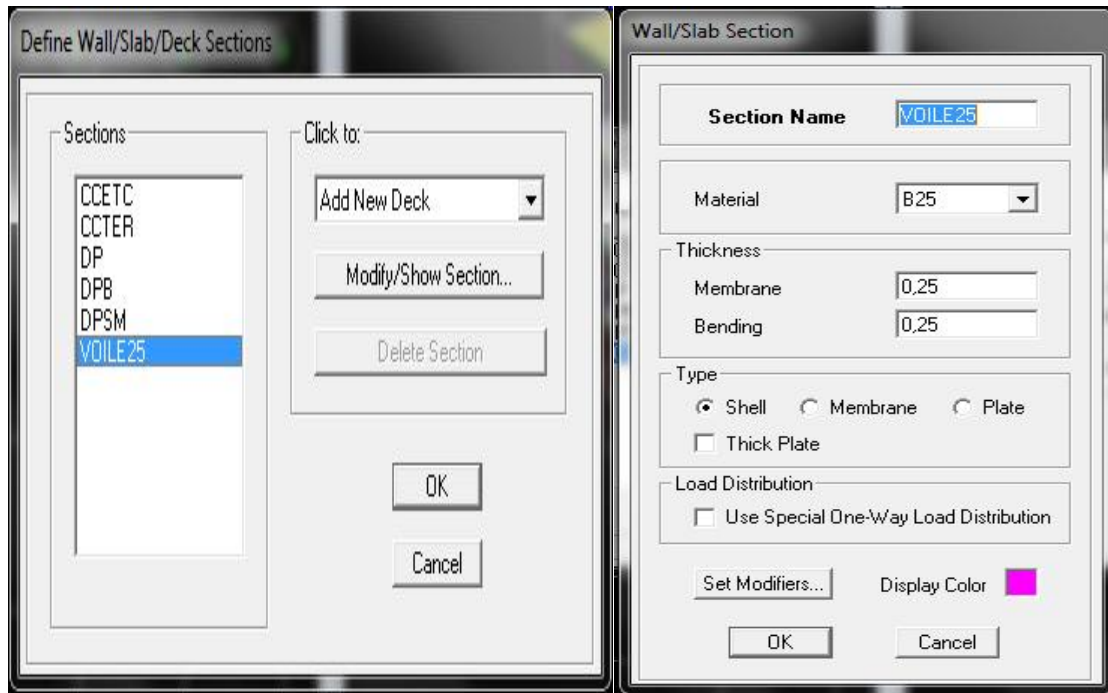 Define Wall/Slab/Deck Sections
Sections
CCETC
CCTER
DP
DPB
DPSM
VOILE25
Click to:
Add New Deck
Modify/Show Section...
Delete Section
OK
Cancel
Wall/Slab Section
Section Name VOILE25
Material B25
Thickness
Membrane 0,25
Bending 0,25
Type
Shell Membrane Plate
Thick Plate
Load Distribution
Use Special One-Way Load Distribution
Set Modifiers... Display Color
OK Cancel